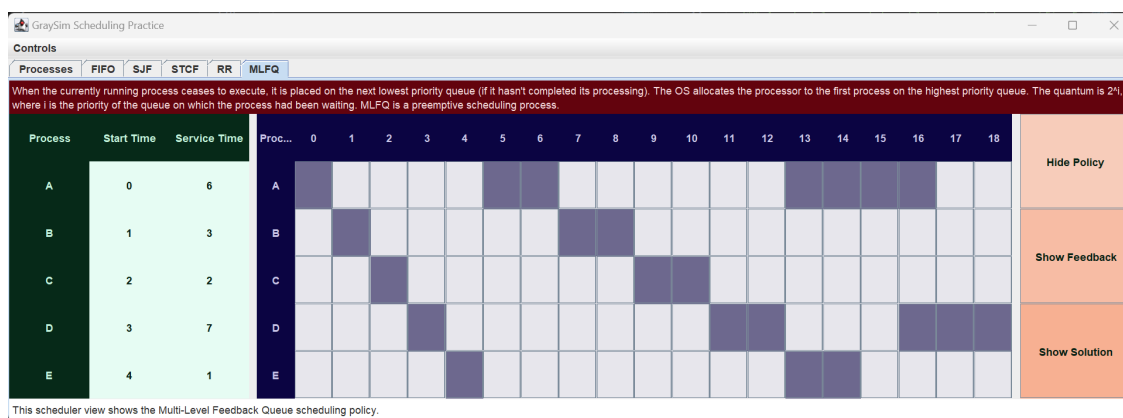 GraySim Scheduling Practice
Controls
Processes FIFO SJF STCF RR MLFQ
When the currently running process ceases to execute, it is placed on the next lowest priority queue (if it hasn't completed its processing). The OS allocates the processor to the first process on the highest priority queue. The quantum is 2^i,
where i is the priority of the queue on which the process had been waiting. MLFQ is a preemptive scheduling process.
Process Start Time Service Time Proc... 0 1 2 3 4 5 6 7 8 9 10 11 12 13 14 15 16 17 18
A 0 6 A
B 1 3 B
C 2 2 C
D 3 7 D
E 4 1 E
Hide Policy
Show Feedback
Show Solution
This scheduler view shows the Multi-Level Feedback Queue scheduling policy.